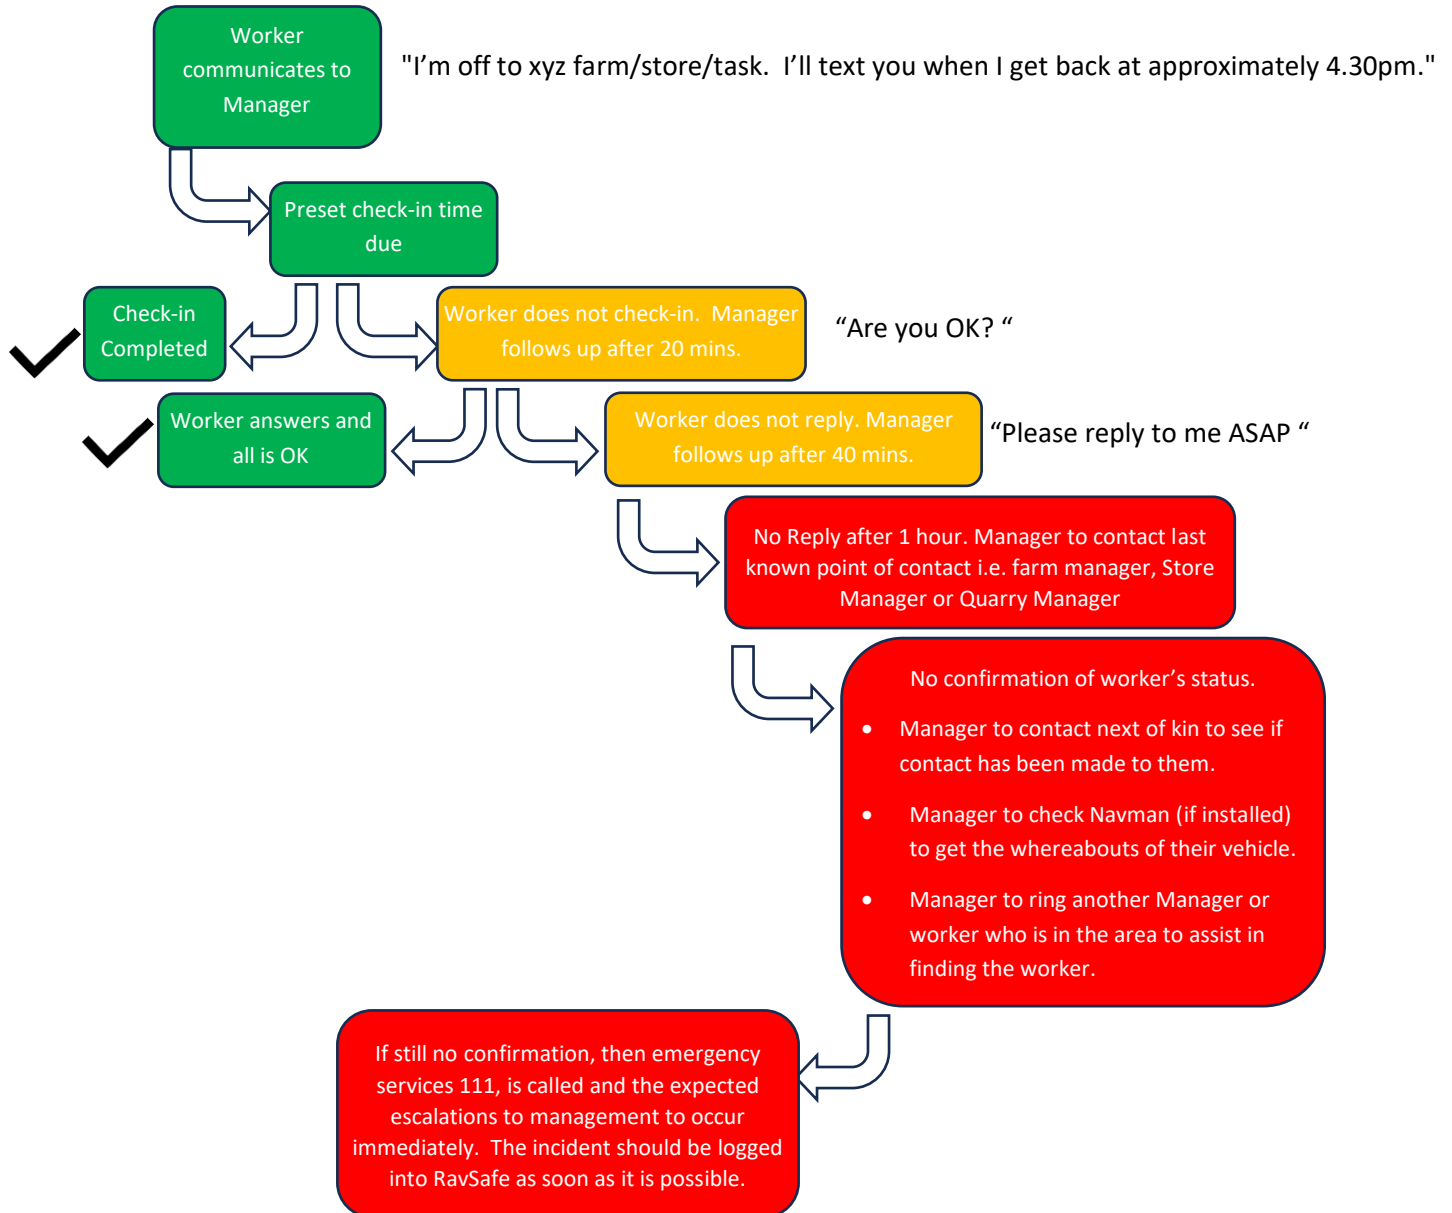 Worker
communicates to
Manager
"I’m off to xyz farm/store/task.  I’ll text you when I get back at approximately 4.30pm."
Preset check-in time
due
Check-in
Completed
Worker does not check-in.  Manager
follows up after 20 mins.
“Are you OK? “
Worker answers and
all is OK
Worker does not reply. Manager
follows up after 40 mins.
“Please reply to me ASAP “
No Reply after 1 hour. Manager to contact last
known point of contact i.e. farm manager, Store
Manager or Quarry Manager
No confirmation of worker’s status.
• Manager to contact next of kin to see if
contact has been made to them.
• Manager to check Navman (if installed)
to get the whereabouts of their vehicle.
• Manager to ring another Manager or
worker who is in the area to assist in
finding the worker.
If still no confirmation, then emergency
services 111, is called and the expected
escalations to management to occur
immediately.  The incident should be logged
into RavSafe as soon as it is possible.